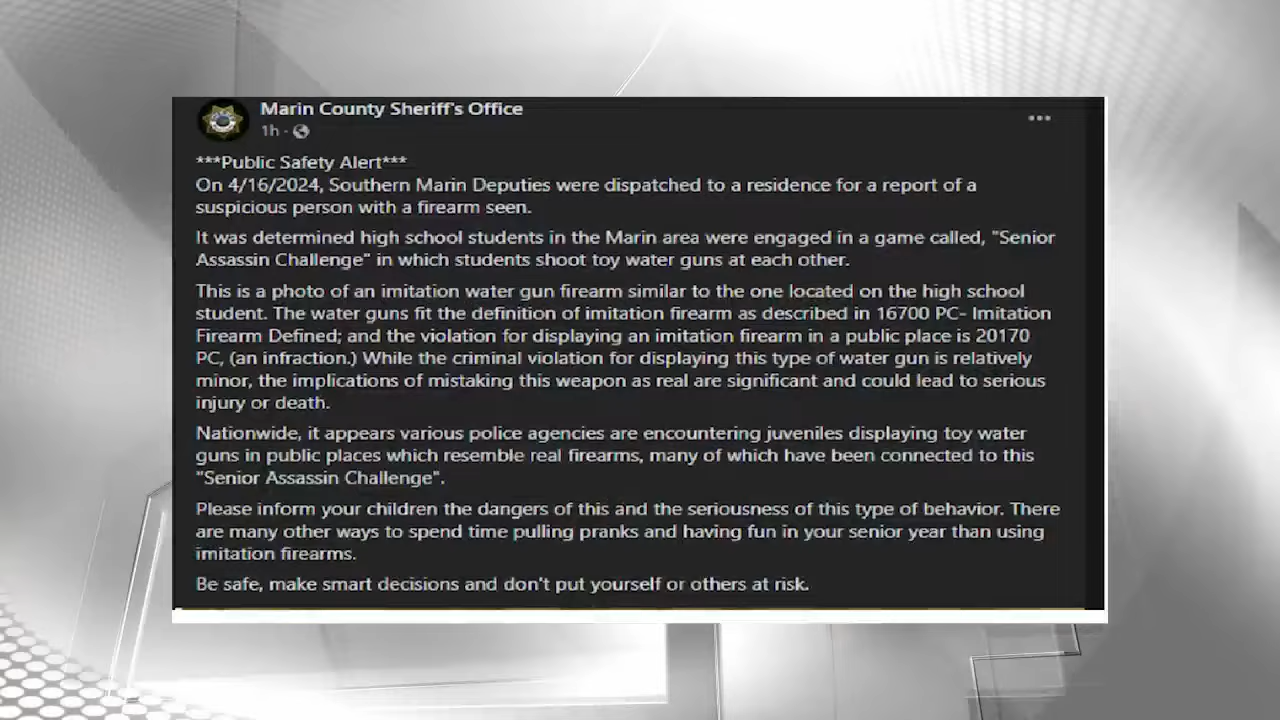 Marin County Sheriff's Office
1h ·
***Public Safety Alert***
On 4/16/2024, Southern Marin Deputies were dispatched to a residence for a report of a
suspicious person with a firearm seen.
It was determined high school students in the Marin area were engaged in a game called, "Senior
Assassin Challenge" in which students shoot toy water guns at each other.
This is a photo of an imitation water gun firearm similar to the one located on the high school
student. The water guns fit the definition of imitation firearm as described in 16700 PC- Imitation
Firearm Defined; and the violation for displaying an imitation firearm in a public place is 20170
PC, (an infraction.) While the criminal violation for displaying this type of water gun is relatively
minor, the implications of mistaking this weapon as real are significant and could lead to serious
injury or death.
Nationwide, it appears various police agencies are encountering juveniles displaying toy water
guns in public places which resemble real firearms, many of which have been connected to this
"Senior Assassin Challenge".
Please inform your children the dangers of this and the seriousness of this type of behavior. There
are many other ways to spend time pulling pranks and having fun in your senior year than using
imitation firearms.
Be safe, make smart decisions and don't put yourself or others at risk.